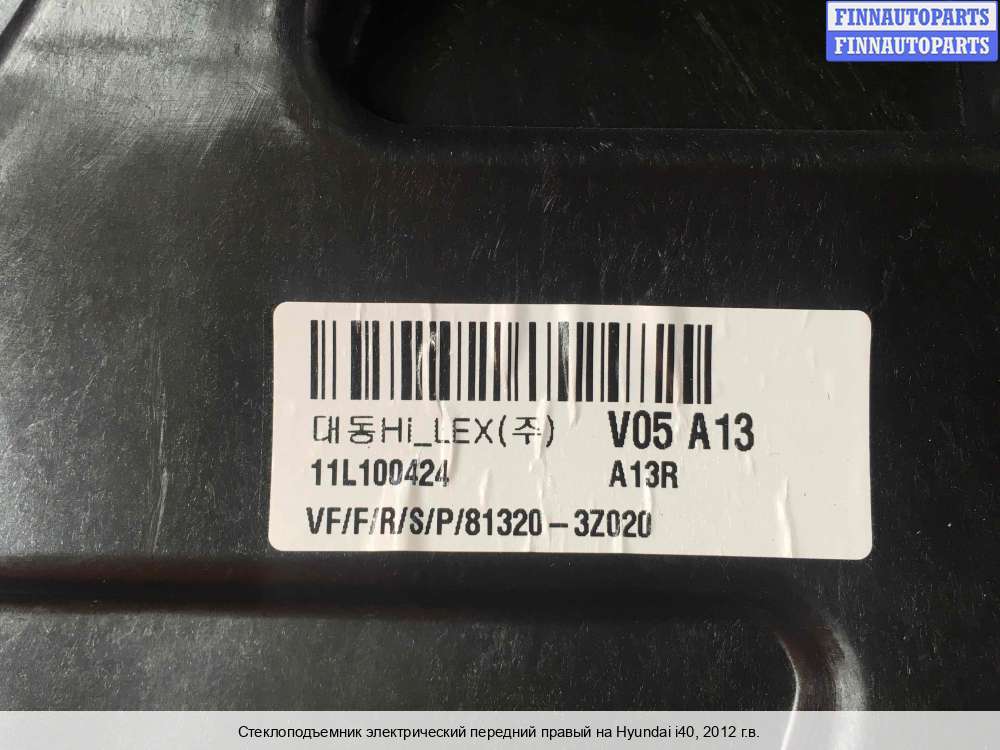 FINNAUTOPARTS
FINNAUTOPARTS
대동Hi_LEX(주) V05 A13
11L100424 A13R
VF/F/R/S/P/81320-3Z020
Стеклоподъемник электрический передний правый на Hyundai i40, 2012 г.в.